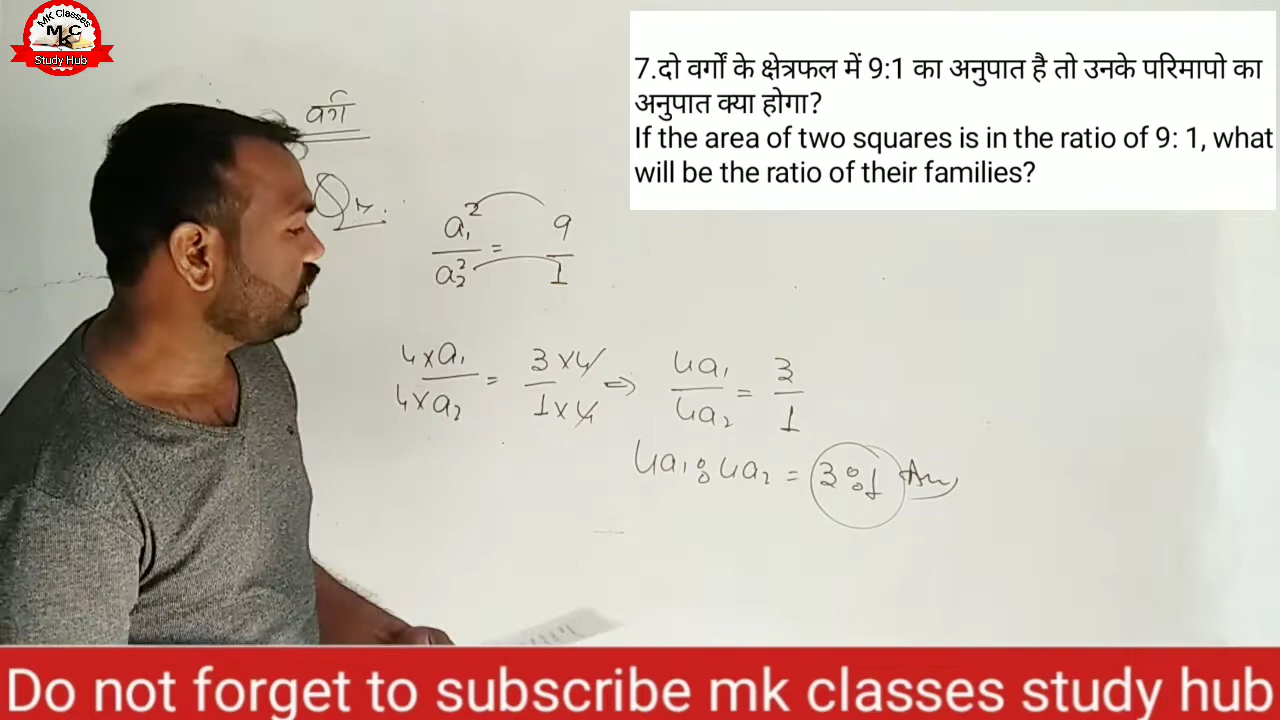 MK Classes
MKC
Study Hub
7.दो वर्गों के क्षेत्रफल में 9:1 का अनुपात है तो उनके परिमापो का
अनुपात क्या होगा?
If the area of two squares is in the ratio of 9: 1, what
will be the ratio of their families?
वर्ग
Qn.
a₁²/a₂² = 9/1
4×a₁/4×a₂ = 3×4/1×4 ⇒ 4a₁/4a₂ = 3/1
4a₁:4a₂ = 3:1 Ans
Do not forget to subscribe mk classes study hub